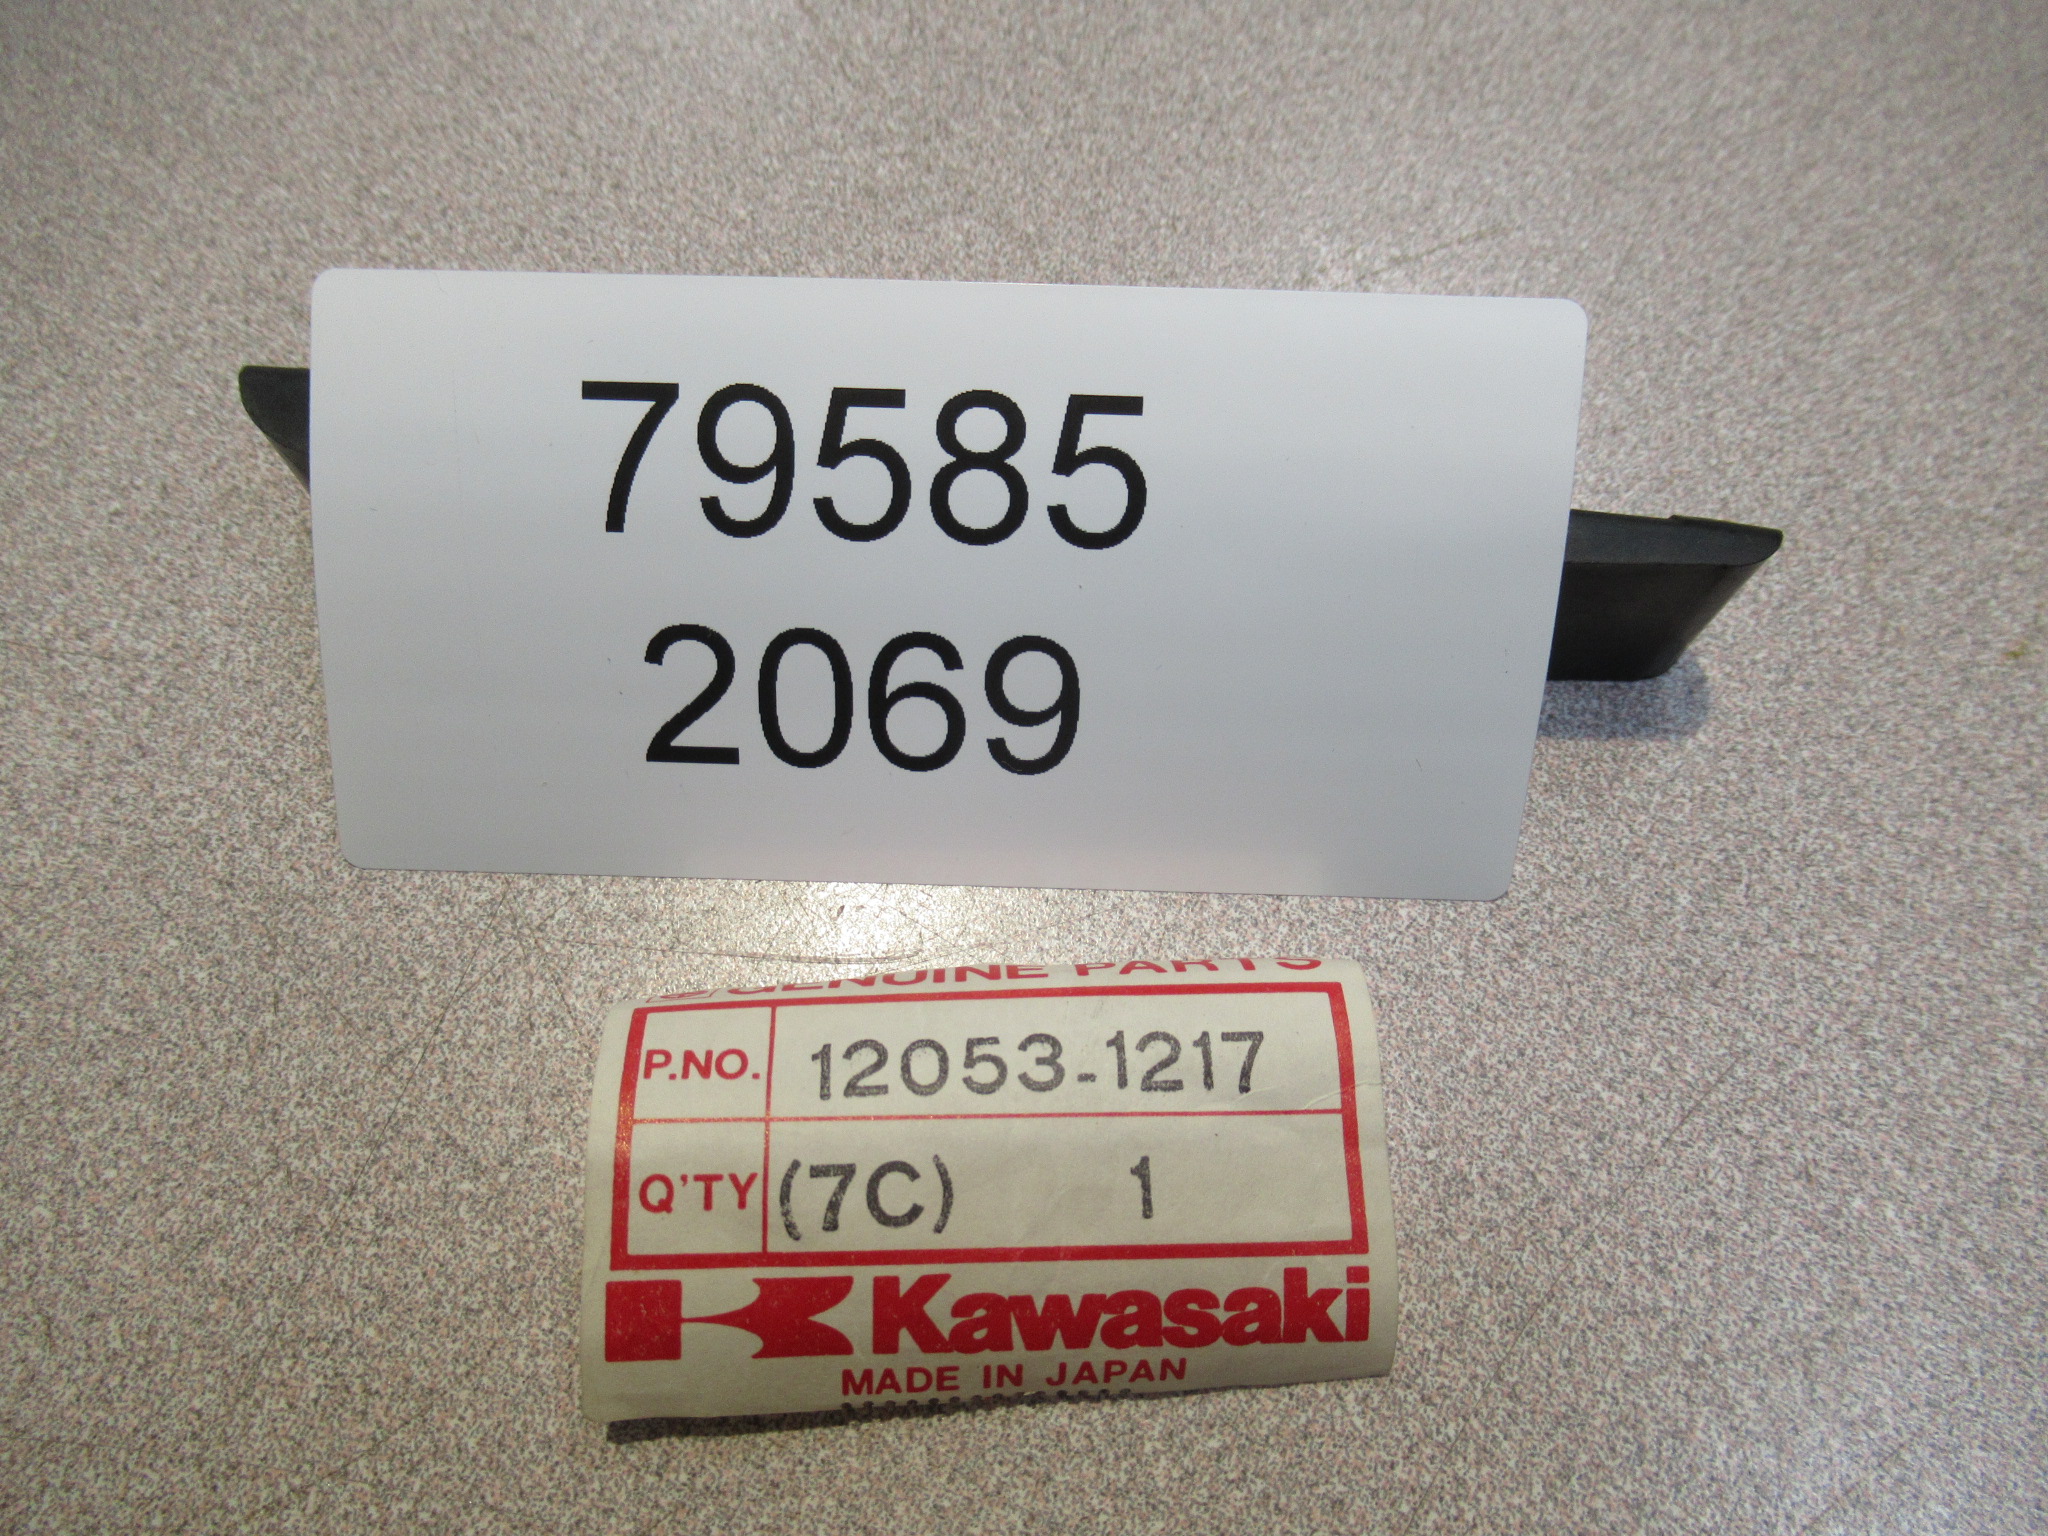 79585
2069
GENUINE PARTS
P.NO. 12053-1217
Q'TY (7C) 1
Kawasaki
MADE IN JAPAN